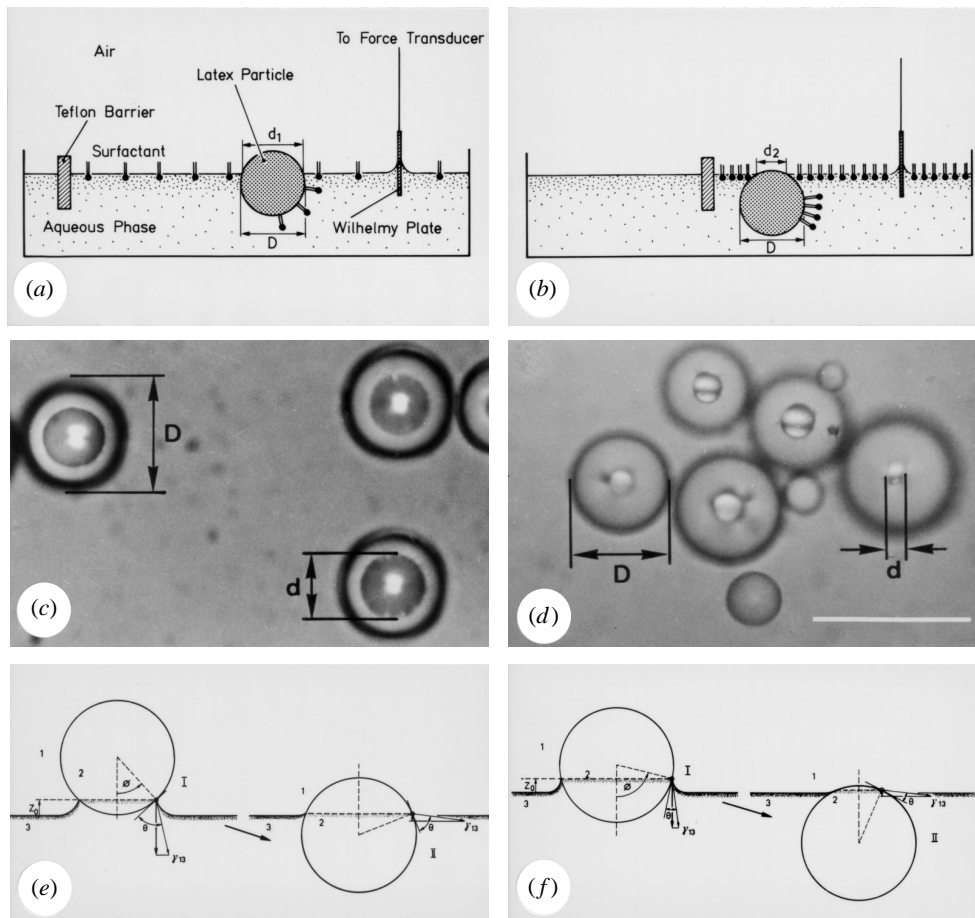 To Force Transducer
Air
Latex Particle
Teflon Barrier
d1
Surfactant
Aqueous Phase
D
Wilhelmy Plate
(a)
d2
D
(b)
D
d
(c)
D
d
(d)
1
2
I
ø
z0
3
θ
γ13
1
2
θ
γ13
II
(e)
1
2
I
ø
z0
3
θ
γ13
1
2
3
θ
γ13
II
(f)